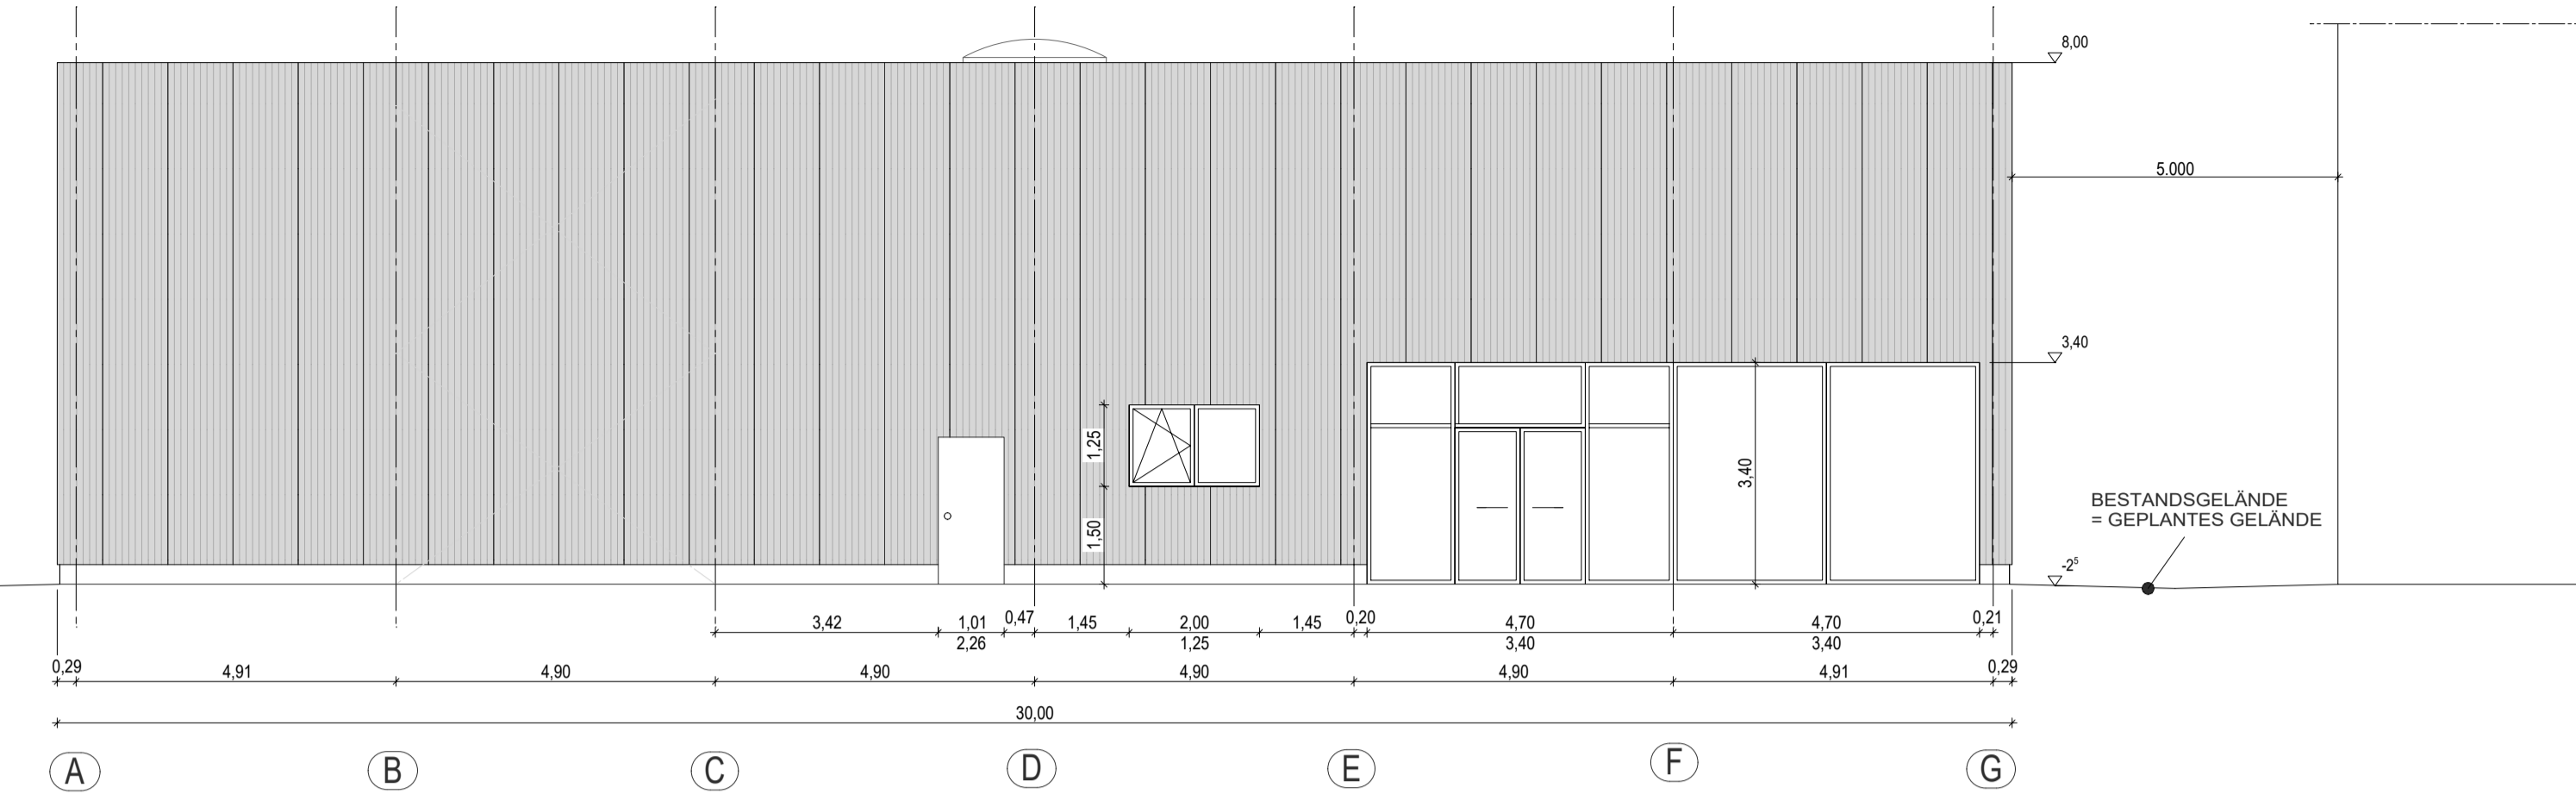 8,00
5.000
3,40
1,25
3,40
1,50
BESTANDSGELÄNDE
= GEPLANTES GELÄNDE
-2⁵
3,42 1,01 0,47 1,45 2,00 1,45 0,20 4,70 4,70 0,21
2,26 1,25 3,40 3,40
0,29 4,91 4,90 4,90 4,90 4,90 4,91 0,29
30,00
A B C D E F G